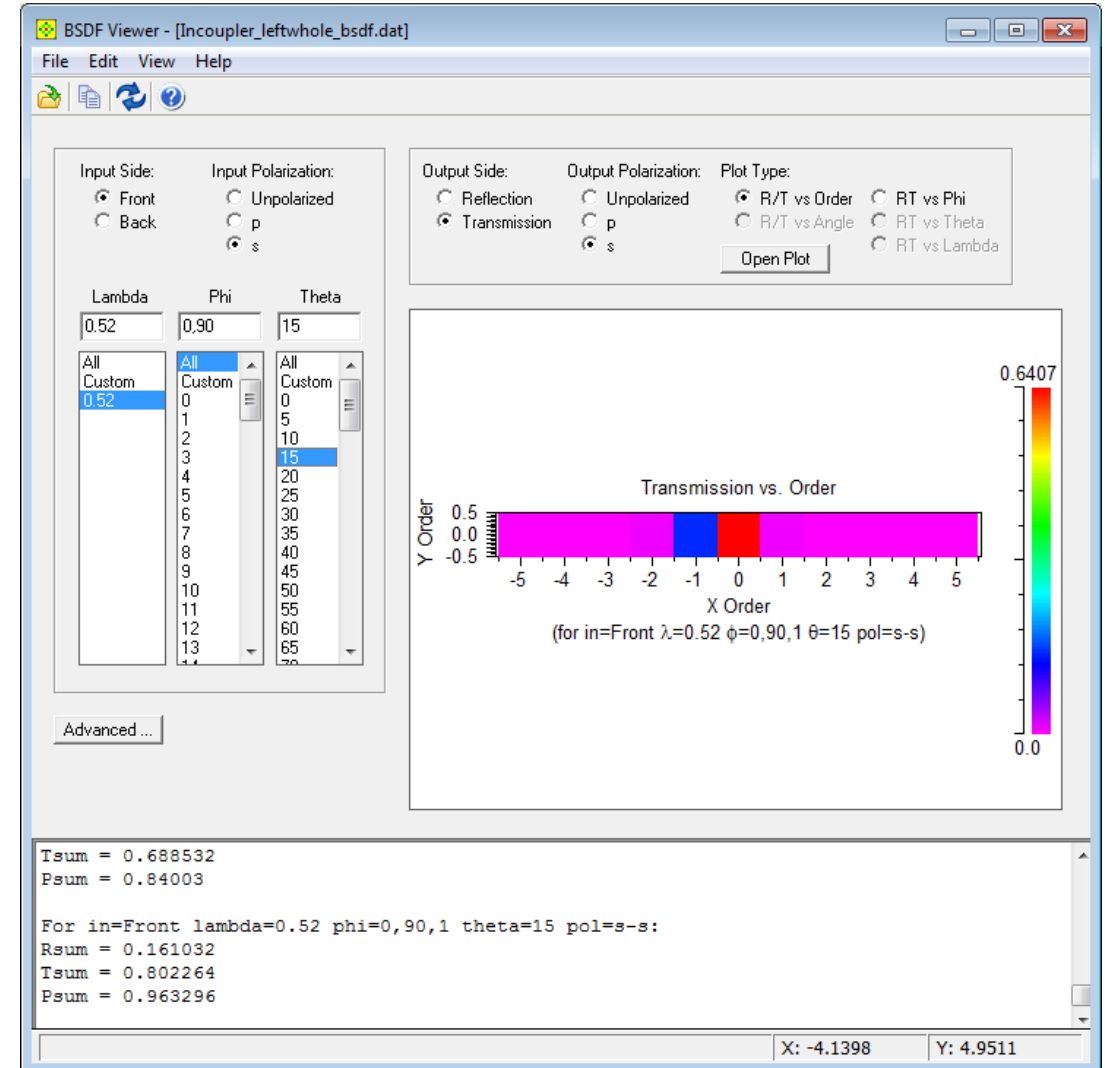 BSDF Viewer - [Incoupler_leftwhole_bsdf.dat]
File Edit View Help
Input Side:
Front
Back
Input Polarization:
Unpolarized
p
s
Lambda
0.52
All
Custom
0.52
Phi
0,90
All
Custom
0
1
2
3
4
5
6
7
8
9
10
11
12
13
14
Theta
15
All
Custom
0
5
10
15
20
25
30
35
40
45
50
55
60
65
70
Advanced ...
Output Side:
Reflection
Transmission
Output Polarization:
Unpolarized
p
s
Plot Type:
R/T vs Order
R/T vs Angle
RT vs Phi
RT vs Theta
RT vs Lambda
Open Plot
0.6407
0.0
Transmission vs. Order
Y Order
0.5
0.0
-0.5
-5 -4 -3 -2 -1 0 1 2 3 4 5
X Order
(for in=Front λ=0.52 ϕ=0,90,1 θ=15 pol=s-s)
Tsum = 0.688532
Psum = 0.84003
For in=Front lambda=0.52 phi=0,90,1 theta=15 pol=s-s:
Rsum = 0.161032
Tsum = 0.802264
Psum = 0.963296
X: -4.1398
Y: 4.9511